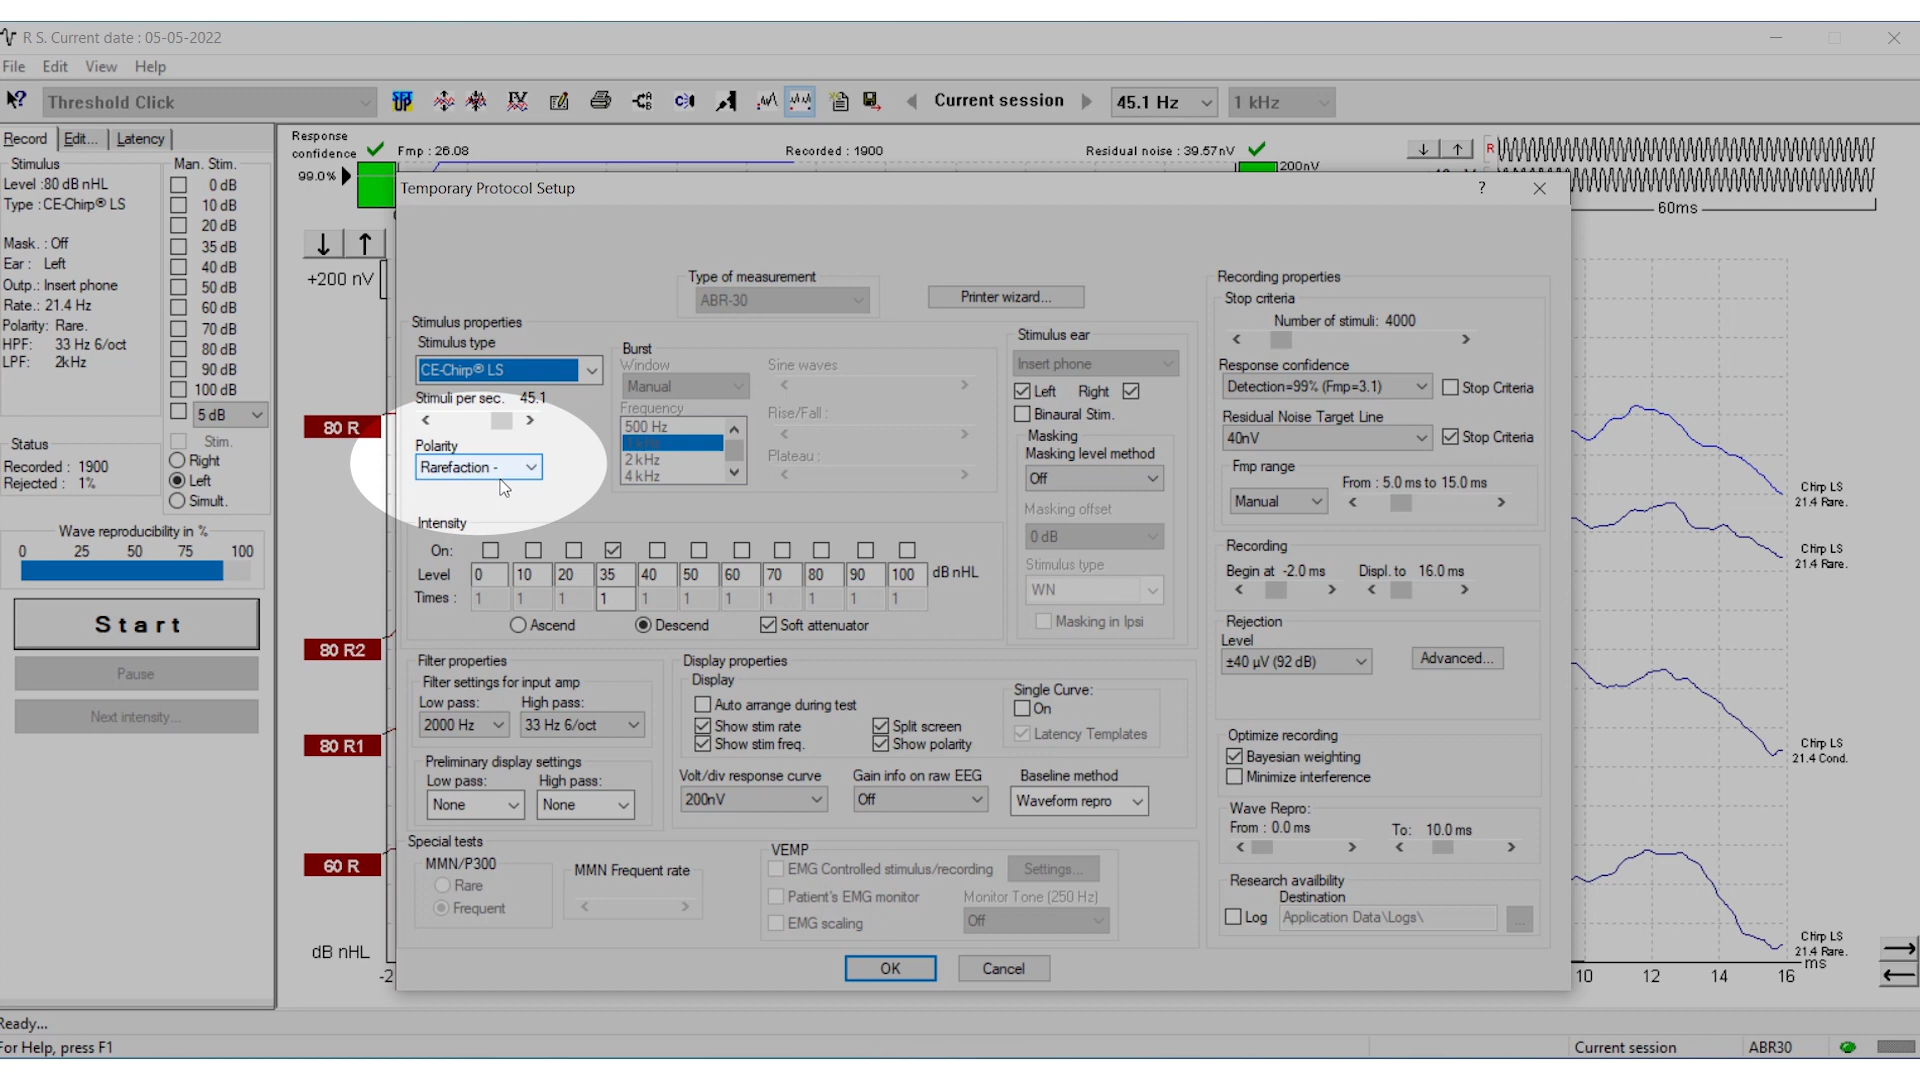 R S. Current date : 05-05-2022
File Edit View Help
Threshold Click
Current session
45.1 Hz
1 kHz
Record
Edit...
Latency
Stimulus
Level :80 dB nHL
Type : CE-Chirp® LS
Mask. : Off
Ear : Left
Outp.: Insert phone
Rate.: 21.4 Hz
Polarity: Rare.
HPF: 33 Hz 6/oct
LPF: 2kHz
Man. Stim.
0 dB
10 dB
20 dB
35 dB
40 dB
50 dB
60 dB
70 dB
80 dB
90 dB
100 dB
5 dB
Stim.
Right
Left
Simult.
Status
Recorded : 1900
Rejected : 1%
Wave reproducibility in %
0 25 50 75 100
Start
Pause
Next intensity...
Response
confidence
99.0%
Fmp : 26.08
Recorded : 1900
Residual noise : 39.57nV
200nV
R
60ms
+200 nV
80 R
80 R2
80 R1
60 R
dB nHL
-2
Temporary Protocol Setup
?
Type of measurement
ABR-30
Printer wizard...
Stimulus properties
Stimulus type
CE-Chirp® LS
Stimuli per sec. 45.1
Polarity
Rarefaction -
Burst
Window
Manual
Frequency
500 Hz
1 kHz
2 kHz
4 kHz
Sine waves
Rise/Fall :
Plateau :
Stimulus ear
Insert phone
Left Right
Binaural Stim.
Masking
Masking level method
Off
Masking offset
0 dB
Stimulus type
WN
Masking in Ipsi
Intensity
On:
Level 0 10 20 35 40 50 60 70 80 90 100 dB nHL
Times : 1 1 1 1 1 1 1 1 1 1 1
Ascend Descend Soft attenuator
Filter properties
Filter settings for input amp
Low pass: High pass:
2000 Hz 33 Hz 6/oct
Preliminary display settings
Low pass: High pass:
None None
Display properties
Display
Auto arrange during test
Show stim rate
Show stim freq.
Split screen
Show polarity
Single Curve:
On
Latency Templates
Volt/div response curve
200nV
Gain info on raw EEG
Off
Baseline method
Waveform repro
Special tests
MMN/P300
Rare
Frequent
MMN Frequent rate
VEMP
EMG Controlled stimulus/recording
Settings...
Patient's EMG monitor
Monitor Tone (250 Hz)
EMG scaling
Off
OK
Cancel
Recording properties
Stop criteria
Number of stimuli: 4000
Response confidence
Detection=99% (Fmp=3.1)
Stop Criteria
Residual Noise Target Line
40nV
Stop Criteria
Fmp range
Manual
From : 5.0 ms to 15.0 ms
Recording
Begin at -2.0 ms
Displ. to 16.0 ms
Rejection
Level
±40 µV (92 dB)
Advanced...
Optimize recording
Bayesian weighting
Minimize interference
Wave Repro:
From : 0.0 ms
To: 10.0 ms
Research availbility
Destination
Log
Application Data\Logs\
...
Chirp LS
21.4 Rare.
Chirp LS
21.4 Rare.
Chirp LS
21.4 Cond.
Chirp LS
21.4 Rare.
ms
10 12 14 16
Ready...
For Help, press F1
Current session
ABR30